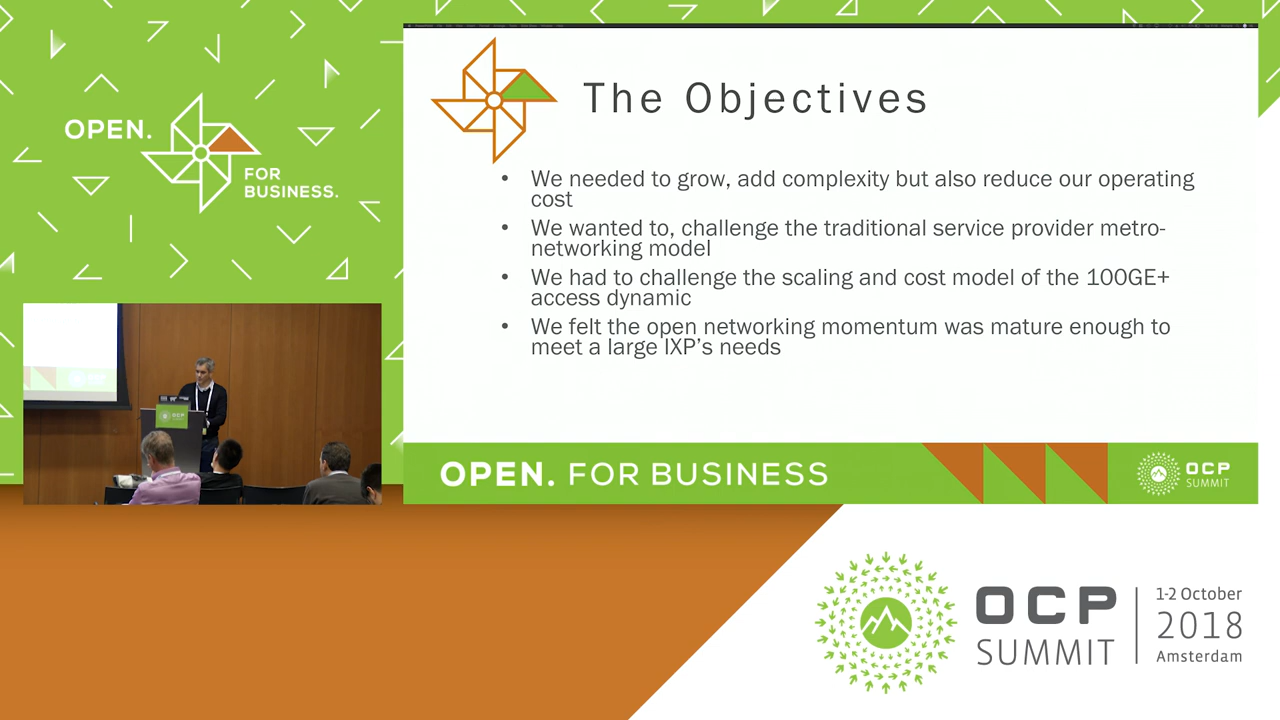 OPEN.
FOR
BUSINESS.
The Objectives
• We needed to grow, add complexity but also reduce our operating
cost
• We wanted to, challenge the traditional service provider metro-
networking model
• We had to challenge the scaling and cost model of the 100GE+
access dynamic
• We felt the open networking momentum was mature enough to
meet a large IXP’s needs
OPEN. FOR BUSINESS
OCP
SUMMIT
OCP
OCP
SUMMIT
1-2 October
2018
Amsterdam